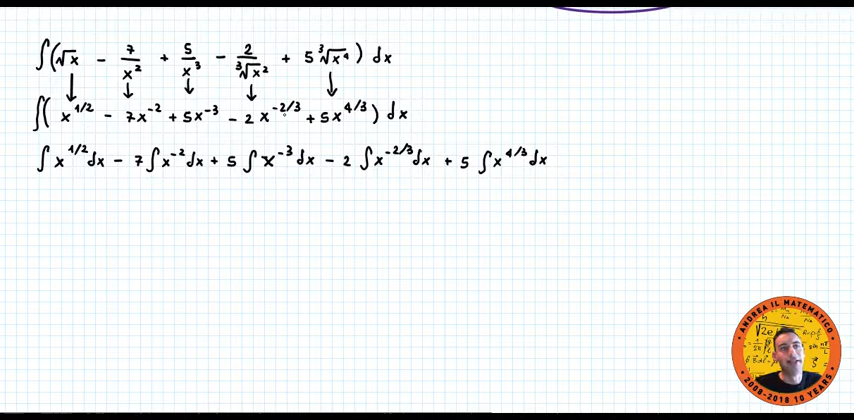 ∫(√x − 7/x² + 5/x³ − 2/∛x² + 5∛x⁴) dx
∫(x^1/2 − 7x^-2 + 5x^-3 − 2x^-2/3 + 5x^4/3) dx
∫x^1/2 dx − 7∫x^-2 dx + 5∫x^-3 dx − 2∫x^-2/3 dx + 5∫x^4/3 dx
ANDREA IL MATEMATICO
2008-2018 10 YEARS